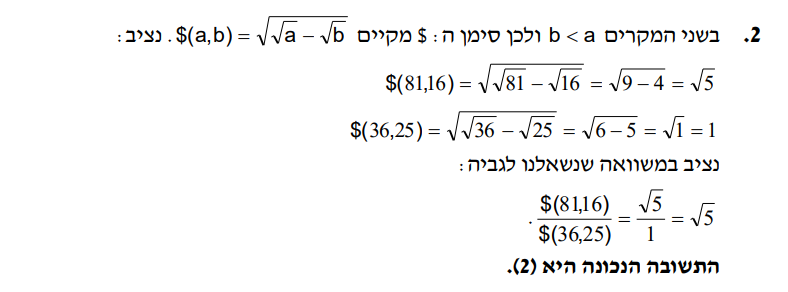 2. בשני המקרים b < a ולכן סימן ה: $ מקיים $(a,b) = √(√a − √b). נציב:
$(81,16) = √(√81 − √16) = √(9 − 4) = √5
$(36,25) = √(√36 − √25) = √(6 − 5) = √1 = 1
נציב במשוואה שנשאלנו לגביה:
$(81,16) / $(36,25) = √5 / 1 = √5.
התשובה הנכונה היא (2).